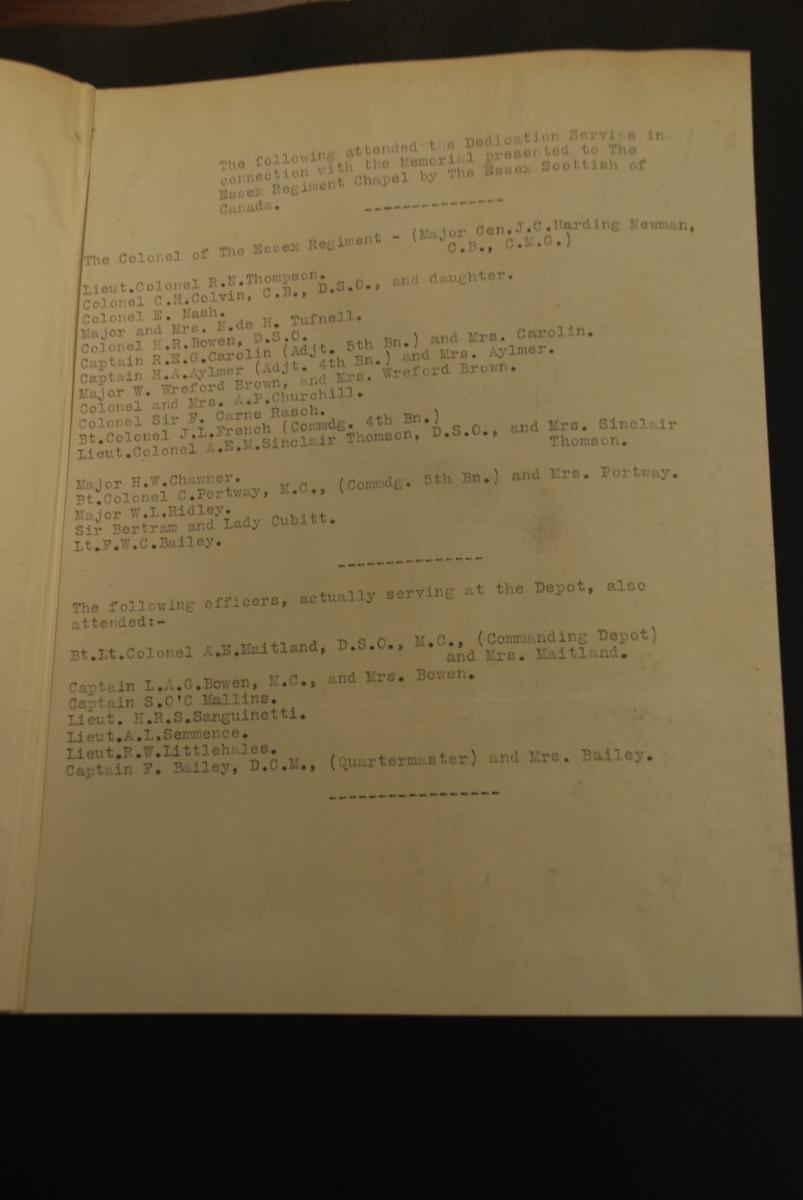 The following attended the Dedication Service in
connection with the Memorial presented to The
Essex Regiment Chapel by The Essex Scottish of
Canada.
---------------
The Colonel of The Essex Regiment - (Major Gen.J.C.Harding Newman,
C.B., C.M.G.)
Lieut.Colonel R.N.Thompson.
Colonel C.H.Colvin, C.B., D.S.O., and daughter.
Colonel E. Nash.
Major and Mrs. N.de H. Tufnell.
Colonel H.R.Bowen, D.S.O.
Captain R.E.G.Carolin (Adjt. 5th Bn.) and Mrs. Carolin.
Captain H.A.Aylmer (Adjt. 4th Bn.) and Mrs. Aylmer.
Major W. Wreford Brown, and Mrs. Wreford Brown.
Colonel and Mrs. A.P.Churchill.
Colonel Sir F. Carne Rasch.
Bt.Colonel J.L.French (Commdg. 4th Bn.)
Lieut.Colonel A.E.M.Sinclair Thomson, D.S.O., and Mrs. Sinclair
Thomson.
Major H.W.Chawner.
Bt.Colonel C.Portway, M.C., (Commdg. 5th Bn.) and Mrs. Portway.
Major W.L.Ridley.
Sir Bertram and Lady Cubitt.
Lt.F.W.C.Bailey.
---------------
The following officers, actually serving at the Depot, also
attended:-
Bt.Lt.Colonel A.E.Maitland, D.S.O., M.C., (Commanding Depot)
and Mrs. Maitland.
Captain L.A.G.Bowen, M.C., and Mrs. Bowen.
Captain S.O'C Mallins.
Lieut. H.R.S.Sanguinetti.
Lieut.A.L.Semmence.
Lieut.R.W.Littlehales.
Captain F. Bailey, D.C.M., (Quartermaster) and Mrs. Bailey.
-----------------